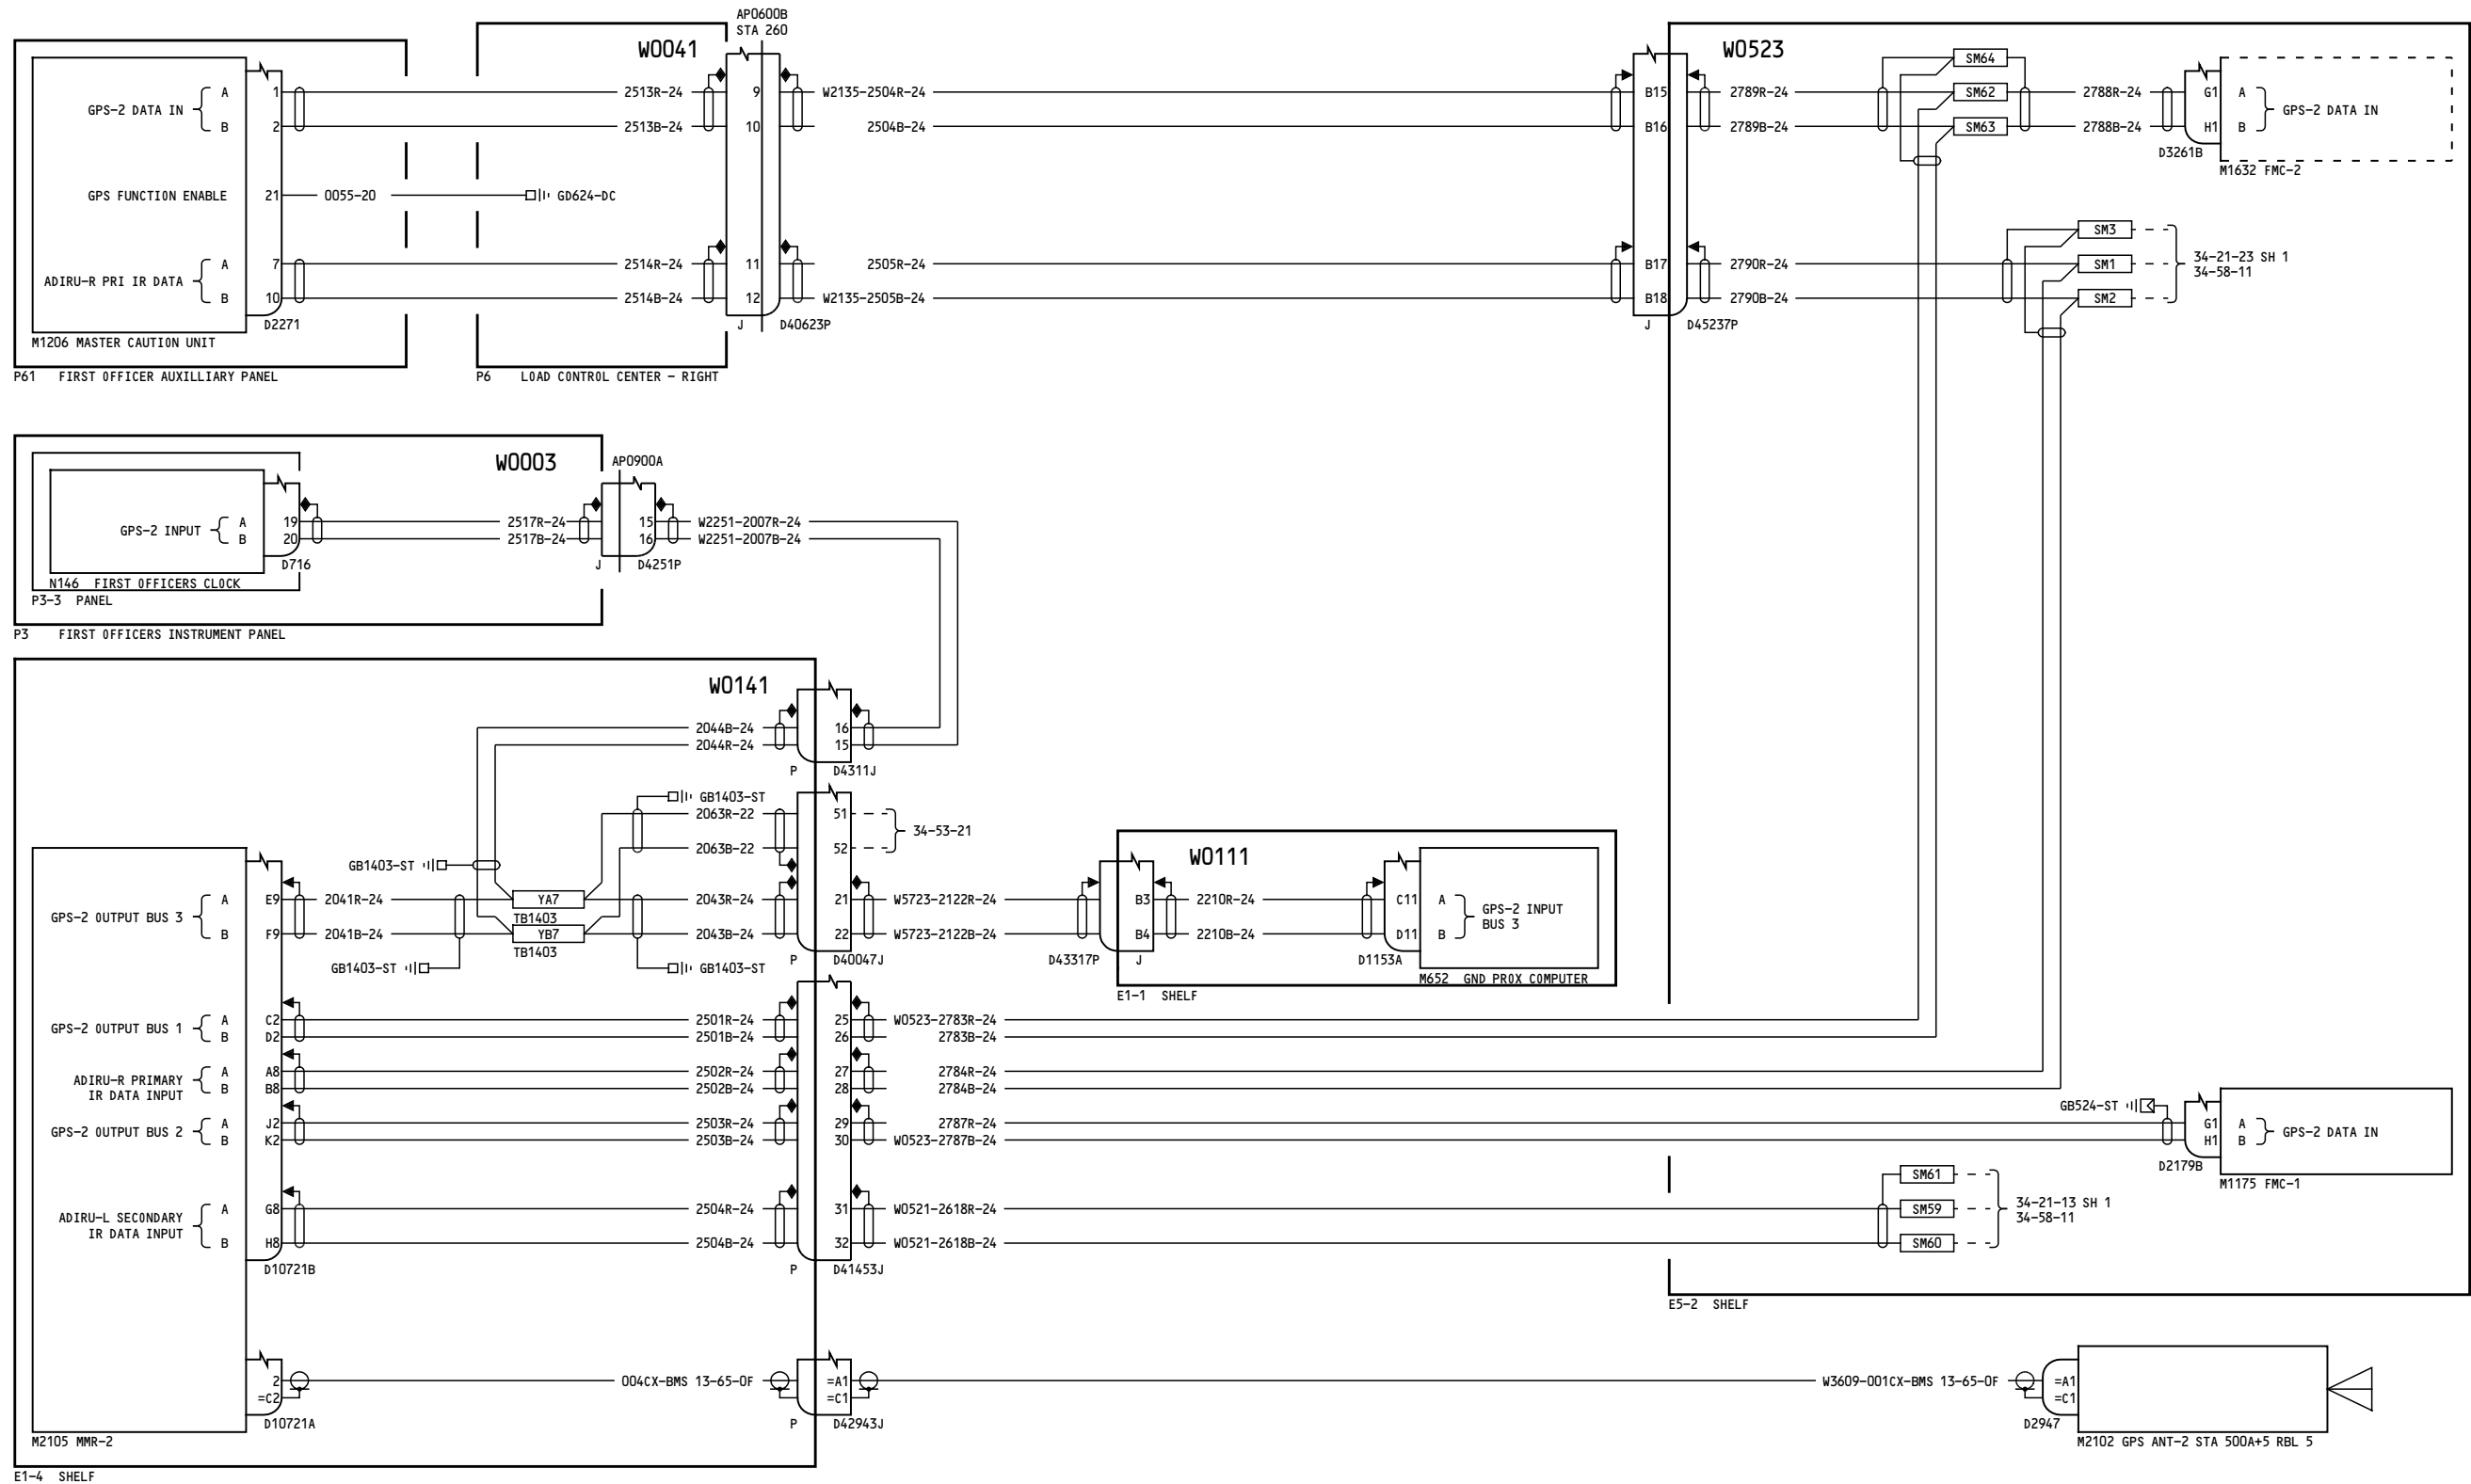 AP0600B
STA 260
W0041
W0523
GPS-2 DATA IN
A
B
1
2
2513R-24
2513B-24
9
10
W2135-2504R-24
2504B-24
B15
B16
2789R-24
2789B-24
SM64
SM62
SM63
2788R-24
2788B-24
G1
H1
A
B
GPS-2 DATA IN
D3261B
M1632 FMC-2
GPS FUNCTION ENABLE
21
0055-20
GD624-DC
ADIRU-R PRI IR DATA
A
B
7
10
2514R-24
2514B-24
11
12
2505R-24
W2135-2505B-24
B17
B18
2790R-24
2790B-24
SM3
SM1
SM2
34-21-23 SH 1
34-58-11
D2271
J
D40623P
J
D45237P
M1206 MASTER CAUTION UNIT
P61 FIRST OFFICER AUXILLIARY PANEL
P6 LOAD CONTROL CENTER - RIGHT
W0003
AP0900A
GPS-2 INPUT
A
B
19
20
2517R-24
2517B-24
15
16
W2251-2007R-24
W2251-2007B-24
D716
J
D4251P
N146 FIRST OFFICERS CLOCK
P3-3 PANEL
P3 FIRST OFFICERS INSTRUMENT PANEL
W0141
2044B-24
2044R-24
16
15
P
D4311J
GB1403-ST
2063R-22
2063B-22
51
52
34-53-21
GB1403-ST
GPS-2 OUTPUT BUS 3
A
B
E9
F9
2041R-24
2041B-24
YA7
TB1403
YB7
TB1403
2043R-24
2043B-24
21
22
W5723-2122R-24
W5723-2122B-24
GB1403-ST
GB1403-ST
P
D40047J
W0111
B3
B4
2210R-24
2210B-24
C11
D11
A
B
GPS-2 INPUT
BUS 3
D43317P
J
D1153A
M652 GND PROX COMPUTER
E1-1 SHELF
GPS-2 OUTPUT BUS 1
A
B
C2
D2
2501R-24
2501B-24
25
26
W0523-2783R-24
2783B-24
ADIRU-R PRIMARY
IR DATA INPUT
A
B
A8
B8
2502R-24
2502B-24
27
28
2784R-24
2784B-24
GPS-2 OUTPUT BUS 2
A
B
J2
K2
2503R-24
2503B-24
29
30
2787R-24
W0523-2787B-24
GB524-ST
G1
H1
A
B
GPS-2 DATA IN
D2179B
M1175 FMC-1
ADIRU-L SECONDARY
IR DATA INPUT
A
B
G8
H8
2504R-24
2504B-24
31
32
W0521-2618R-24
W0521-2618B-24
SM61
SM59
SM60
34-21-13 SH 1
34-58-11
D10721B
P
D41453J
E5-2 SHELF
2
=C2
004CX-BMS 13-65-0F
=A1
=C1
W3609-001CX-BMS 13-65-0F
=A1
=C1
D10721A
P
D42943J
D2947
M2105 MMR-2
M2102 GPS ANT-2 STA 500A+5 RBL 5
E1-4 SHELF